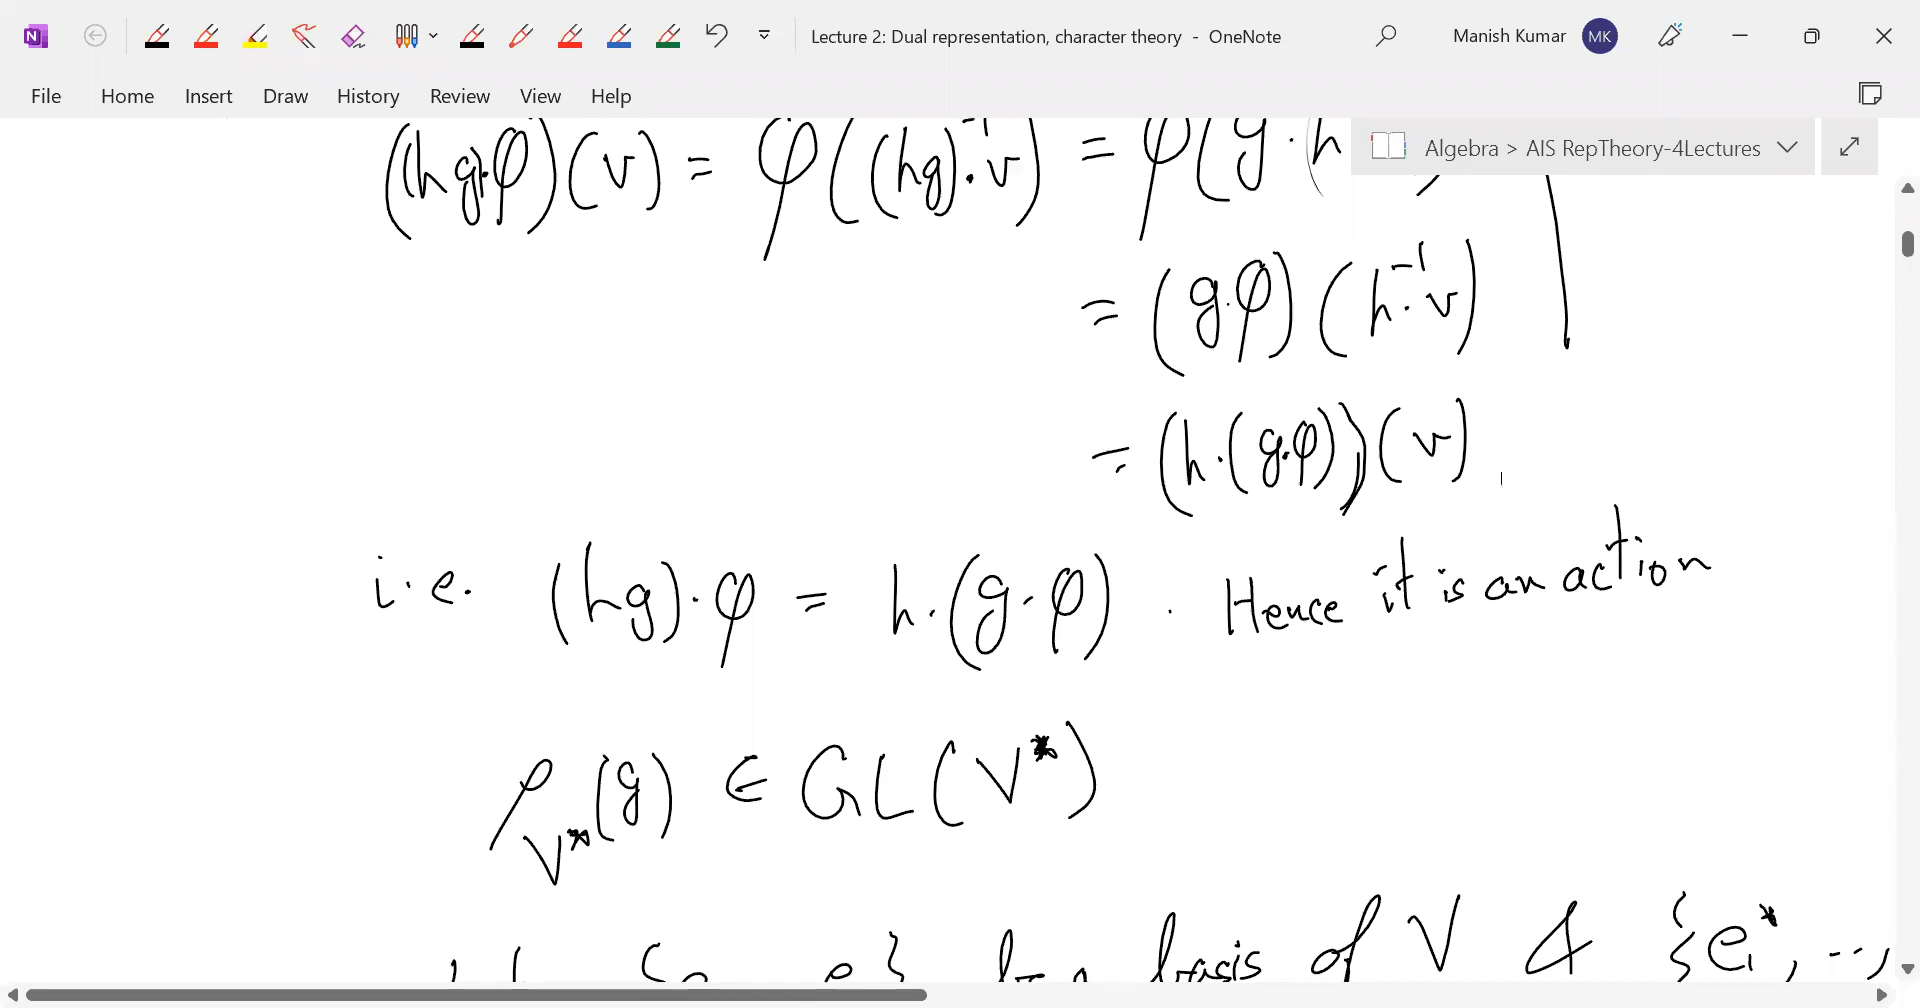 Lecture 2: Dual representation, character theory - OneNote
Manish Kumar MK
File Home Insert Draw History Review View Help
Algebra > AIS RepTheory-4Lectures
((hg)·φ)(v) = φ((hg)⁻¹·v) = φ(g⁻¹·(h
= (g·φ)(h⁻¹·v)
= (h·(g·φ))(v)
i.e. (hg)·φ = h·(g·φ). Hence it is an action
ρ_V*(g) ∈ GL(V*)
basis of V & {e₁*, ...,